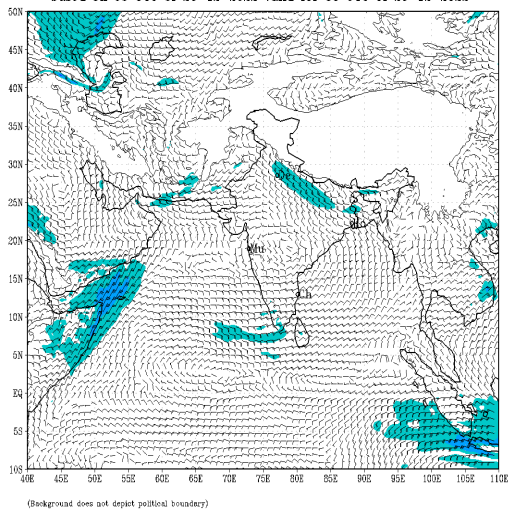 50N
45N
40N
35N
30N
25N
20N
15N
10N
5N
EQ
5S
10S
40E 45E 50E 55E 60E 65E 70E 75E 80E 85E 90E 95E 100E 105E 110E
Mu
(Background does not depict political boundary)